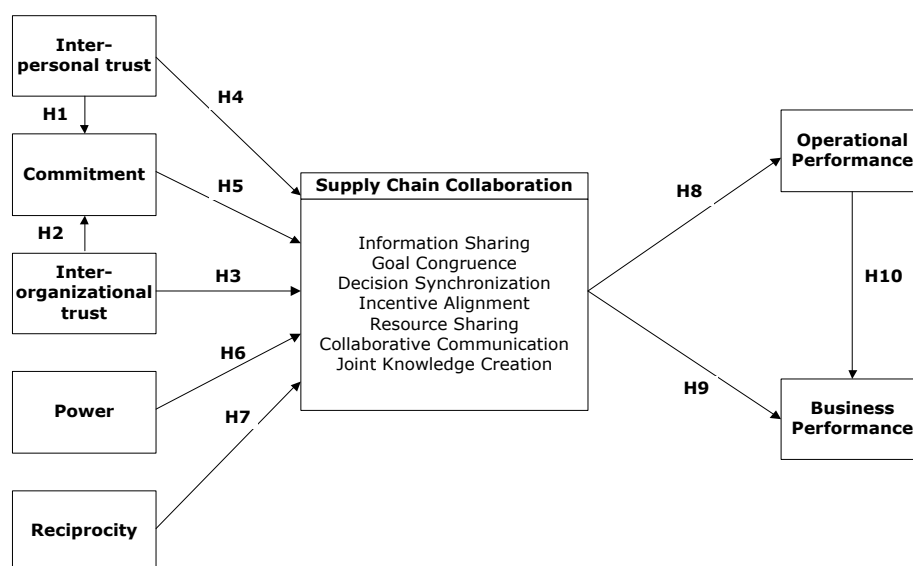 Inter-
personal trust
H1
H4
Commitment
H5
H2
Inter-
organizational
trust
H3
Power
H6
Reciprocity
H7
Supply Chain Collaboration
Information Sharing
Goal Congruence
Decision Synchronization
Incentive Alignment
Resource Sharing
Collaborative Communication
Joint Knowledge Creation
H8
H9
Operational
Performance
H10
Business
Performance